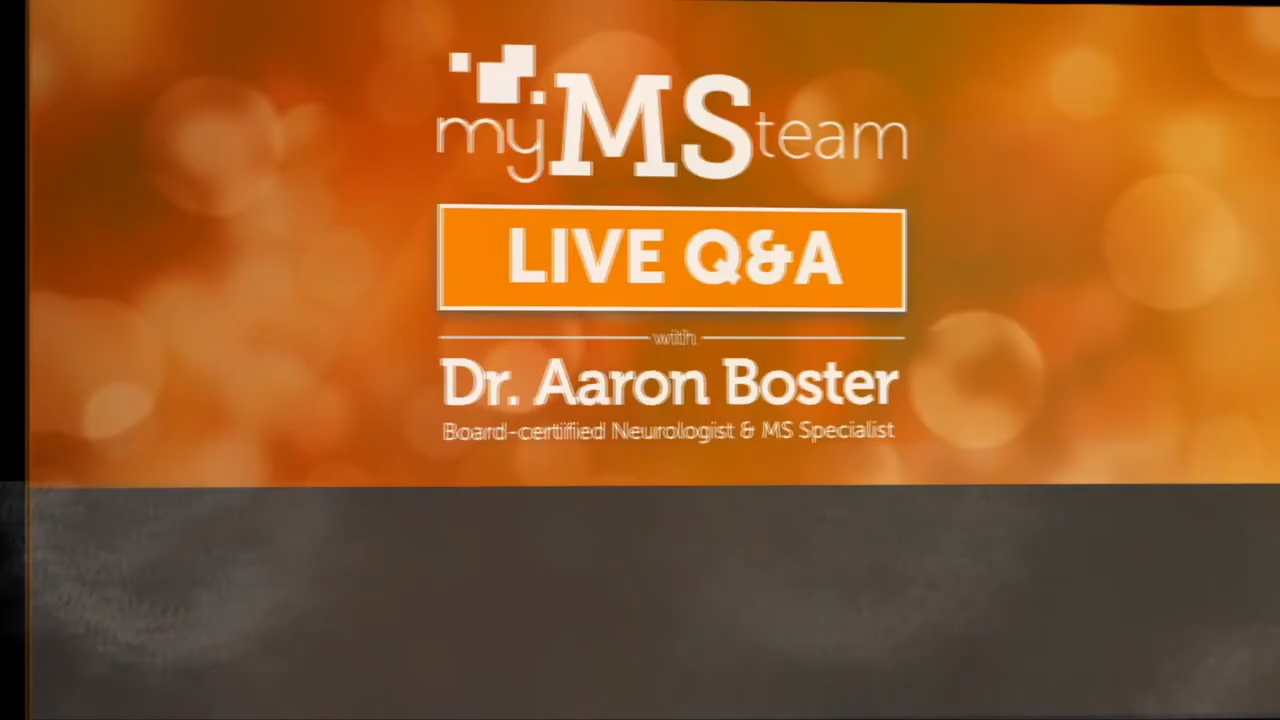 myMSteam
LIVE Q&A
with
Dr. Aaron Boster
Board-certified Neurologist & MS Specialist